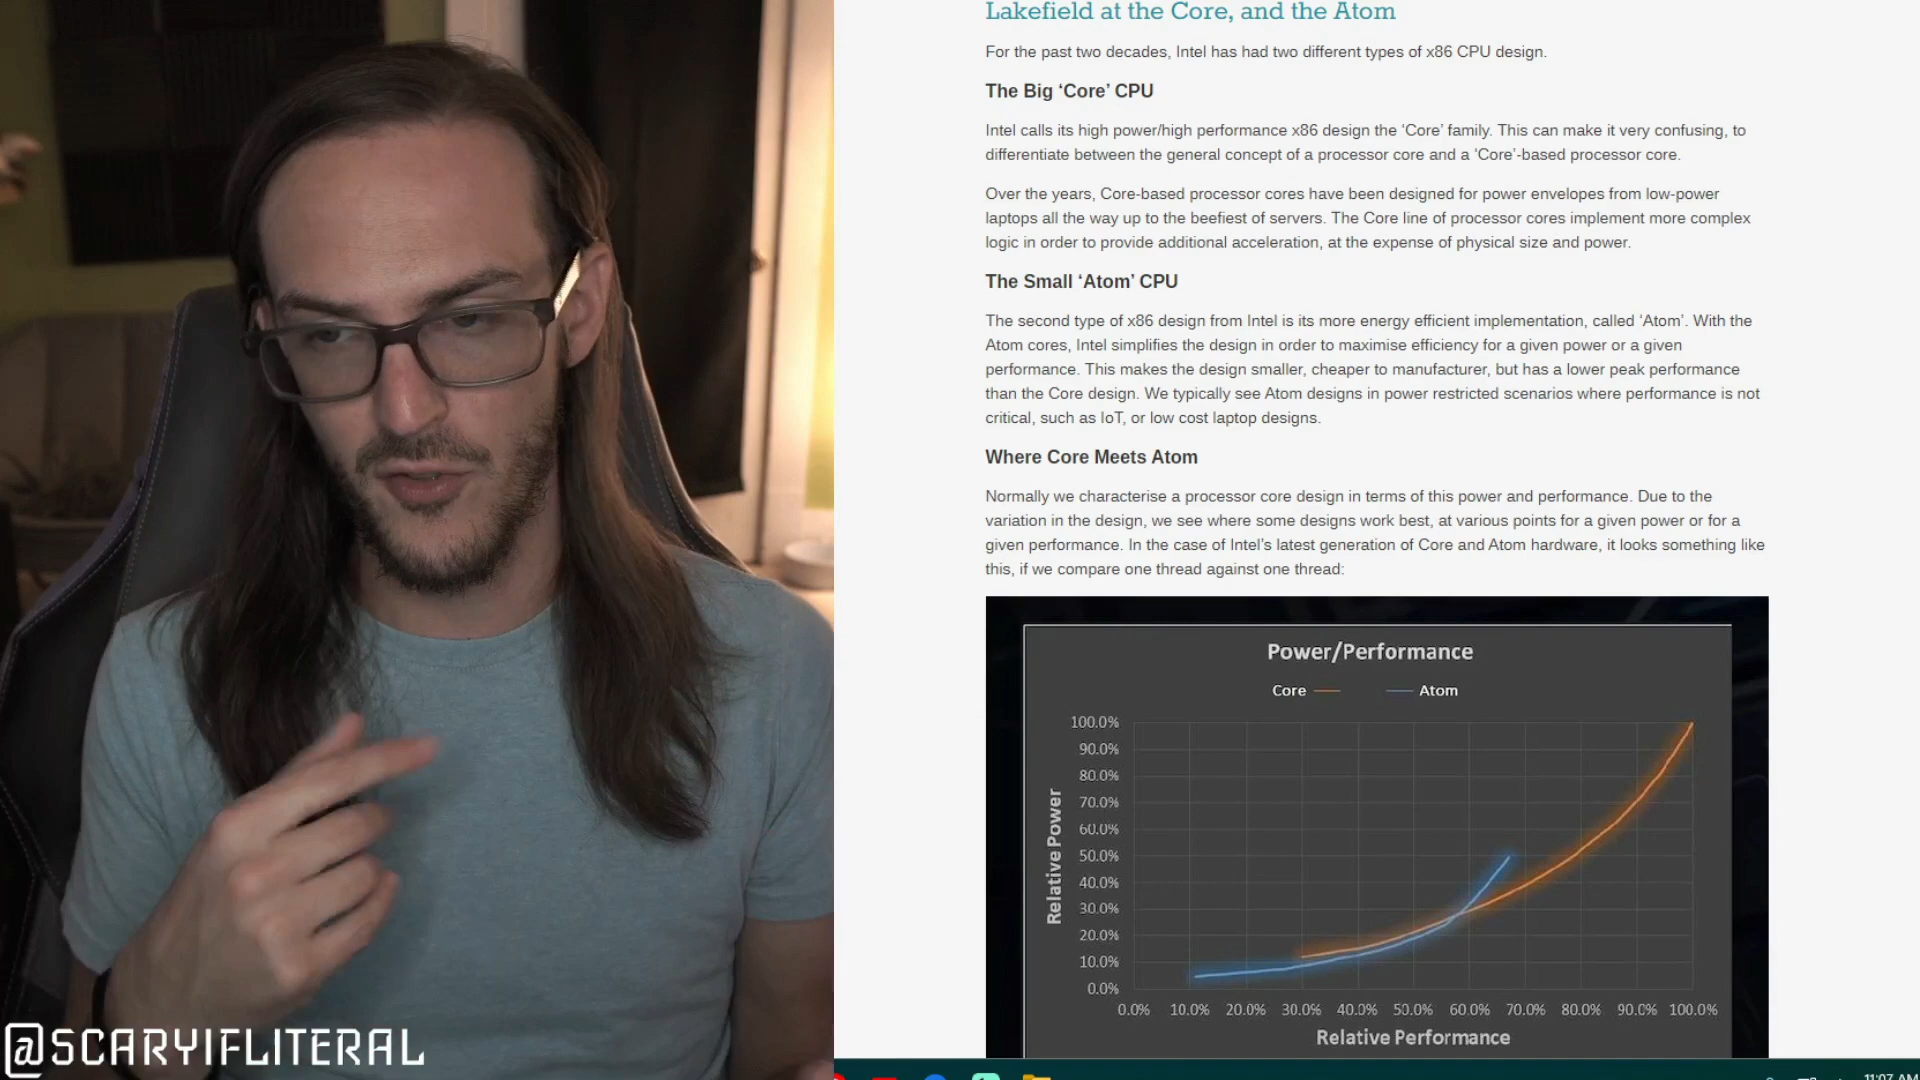 Lakefield at the Core, and the Atom
For the past two decades, Intel has had two different types of x86 CPU design.
The Big ‘Core’ CPU
Intel calls its high power/high performance x86 design the ‘Core’ family. This can make it very confusing, to
differentiate between the general concept of a processor core and a ‘Core’-based processor core.
Over the years, Core-based processor cores have been designed for power envelopes from low-power
laptops all the way up to the beefiest of servers. The Core line of processor cores implement more complex
logic in order to provide additional acceleration, at the expense of physical size and power.
The Small ‘Atom’ CPU
The second type of x86 design from Intel is its more energy efficient implementation, called ‘Atom’. With the
Atom cores, Intel simplifies the design in order to maximise efficiency for a given power or a given
performance. This makes the design smaller, cheaper to manufacturer, but has a lower peak performance
than the Core design. We typically see Atom designs in power restricted scenarios where performance is not
critical, such as IoT, or low cost laptop designs.
Where Core Meets Atom
Normally we characterise a processor core design in terms of this power and performance. Due to the
variation in the design, we see where some designs work best, at various points for a given power or for a
given performance. In the case of Intel’s latest generation of Core and Atom hardware, it looks something like
this, if we compare one thread against one thread:
Power/Performance
Core Atom
Relative Power
100.0%
90.0%
80.0%
70.0%
60.0%
50.0%
40.0%
30.0%
20.0%
10.0%
0.0%
0.0% 10.0% 20.0% 30.0% 40.0% 50.0% 60.0% 70.0% 80.0% 90.0% 100.0%
Relative Performance
@SCARYIFLITERAL
11:07 AM